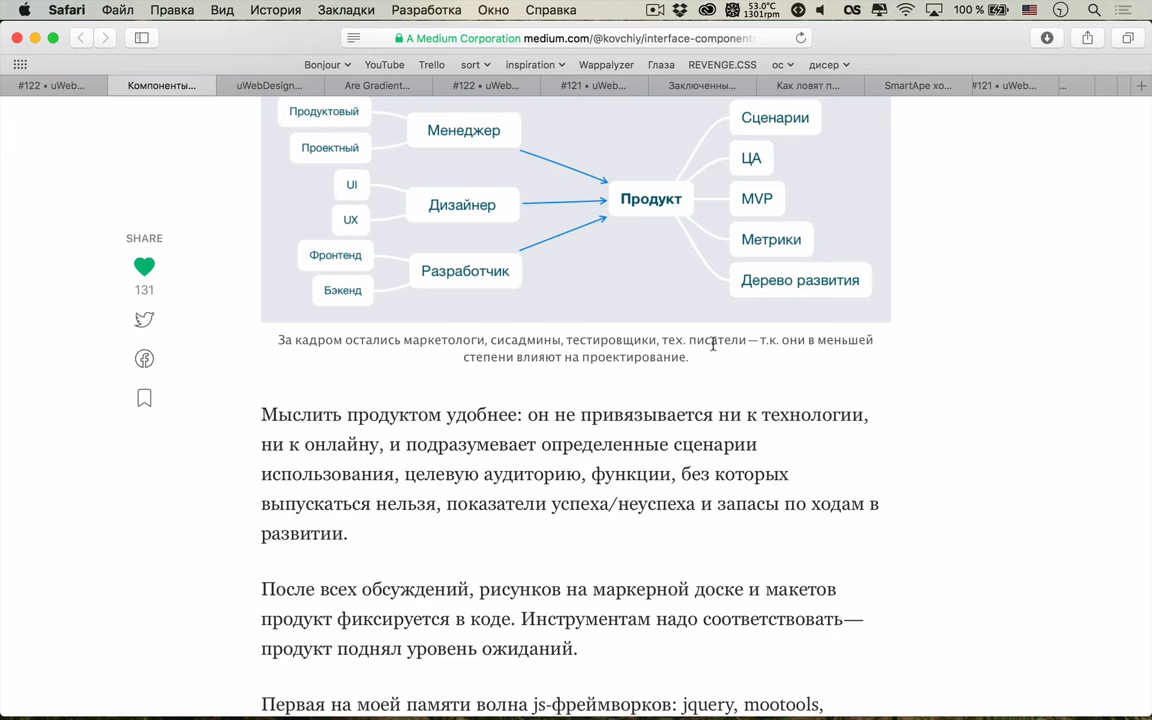 Safari Файл Правка Вид История Закладки Разработка Окно Справка 53.0°C 1301rpm 100 %
A Medium Corporation medium.com/@kovchiy/interface-component
Bonjour YouTube Trello sort inspiration Wappalyzer Глаза REVENGE.CSS ос дисер
#122 • uWeb... Компоненты... uWebDesign... Are Gradient... #122 • uWeb... #121 • uWeb... Заключенны... Как ловят п... SmartApe хо... #121 • uWeb... ...
Продуктовый
Проектный
Менеджер
UI
UX
Дизайнер
Фронтенд
Бэкенд
Разработчик
Продукт
Сценарии
ЦА
MVP
Метрики
Дерево развития
SHARE
131
За кадром остались маркетологи, сисадмины, тестировщики, тех. писатели — т.к. они в меньшей
степени влияют на проектирование.
Мыслить продуктом удобнее: он не привязывается ни к технологии,
ни к онлайну, и подразумевает определенные сценарии
использования, целевую аудиторию, функции, без которых
выпускаться нельзя, показатели успеха/неуспеха и запасы по ходам в
развитии.
После всех обсуждений, рисунков на маркерной доске и макетов
продукт фиксируется в коде. Инструментам надо соответствовать—
продукт поднял уровень ожиданий.
Первая на моей памяти волна js-фреймворков: jquery, mootools,